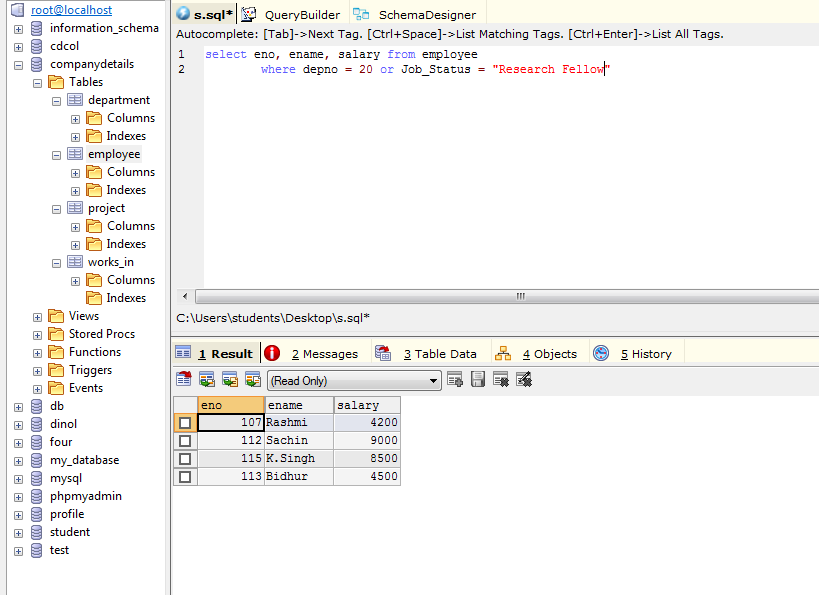 root@localhost
information_schema
cdcol
companydetails
Tables
department
Columns
Indexes
employee
Columns
Indexes
project
Columns
Indexes
works_in
Columns
Indexes
Views
Stored Procs
Functions
Triggers
Events
db
dinol
four
my_database
mysql
phpmyadmin
profile
student
test
s.sql* QueryBuilder SchemaDesigner
Autocomplete: [Tab]->Next Tag. [Ctrl+Space]->List Matching Tags. [Ctrl+Enter]->List All Tags.
1 select eno, ename, salary from employee
2 where depno = 20 or Job_Status = "Research Fellow"
C:\Users\students\Desktop\s.sql*
1 Result 2 Messages 3 Table Data 4 Objects 5 History
(Read Only)
eno ename salary
107 Rashmi 4200
112 Sachin 9000
115 K.Singh 8500
113 Bidhur 4500